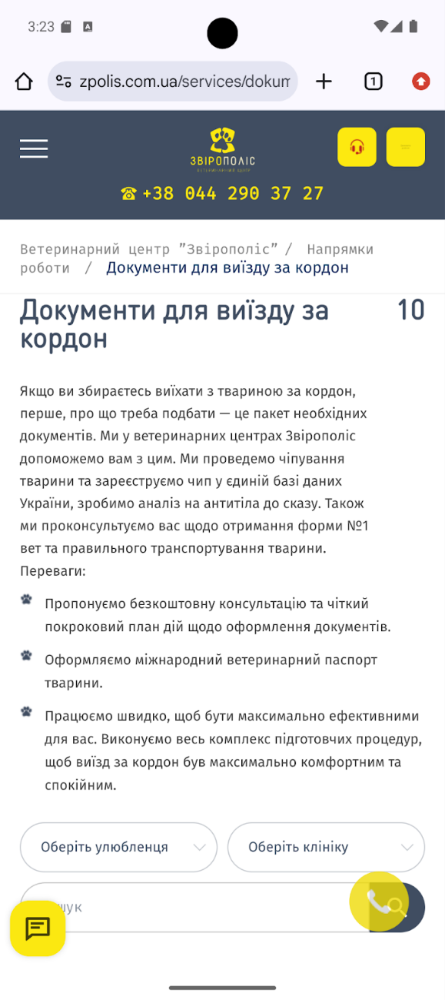 3:23
zpolis.com.ua/services/dokum
1
ЗВІРОПОЛІС
ВЕТЕРИНАРНИЙ ЦЕНТР
+38 044 290 37 27
Ветеринарний центр ”Звірополіс” / Напрямки
роботи / Документи для виїзду за кордон
Документи для виїзду за 10
кордон
Якщо ви збираєтесь виїхати з твариною за кордон,
перше, про що треба подбати — це пакет необхідних
документів. Ми у ветеринарних центрах Звірополіс
допоможемо вам з цим. Ми проведемо чіпування
тварини та зареєструємо чип у єдиній базі даних
України, зробимо аналіз на антитіла до сказу. Також
ми проконсультуємо вас щодо отримання форми №1
вет та правильного транспортування тварини.
Переваги:
Пропонуємо безкоштовну консультацію та чіткий
покроковий план дій щодо оформлення документів.
Оформляємо міжнародний ветеринарний паспорт
тварини.
Працюємо швидко, щоб бути максимально ефективними
для вас. Виконуємо весь комплекс підготовчих процедур,
щоб виїзд за кордон був максимально комфортним та
спокійним.
Оберіть улюбленця Оберіть клініку